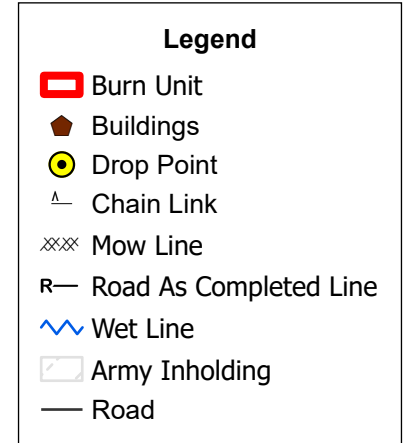 Legend
Burn Unit
Buildings
Drop Point
Chain Link
Mow Line
R Road As Completed Line
Wet Line
Army Inholding
Road